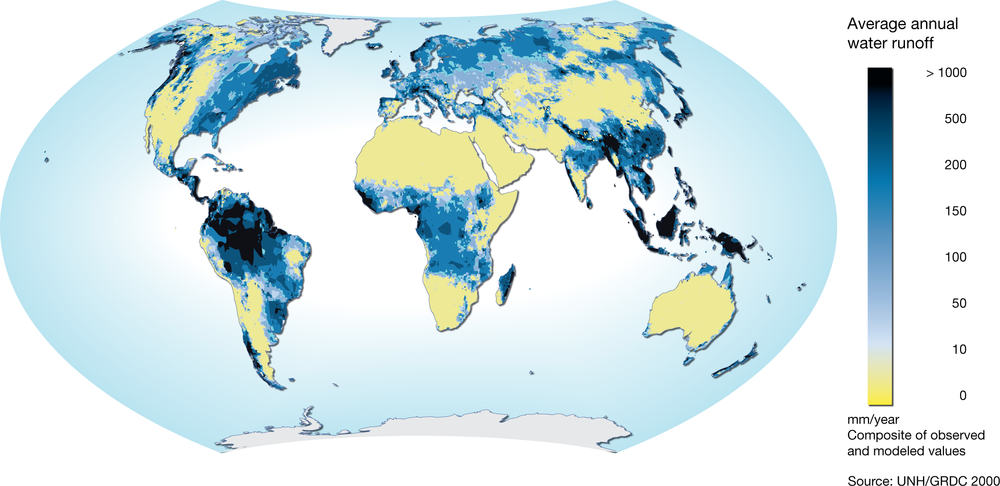 Average annual
water runoff
> 1000
500
200
150
100
50
10
0
mm/year
Composite of observed
and modeled values
Source: UNH/GRDC 2000